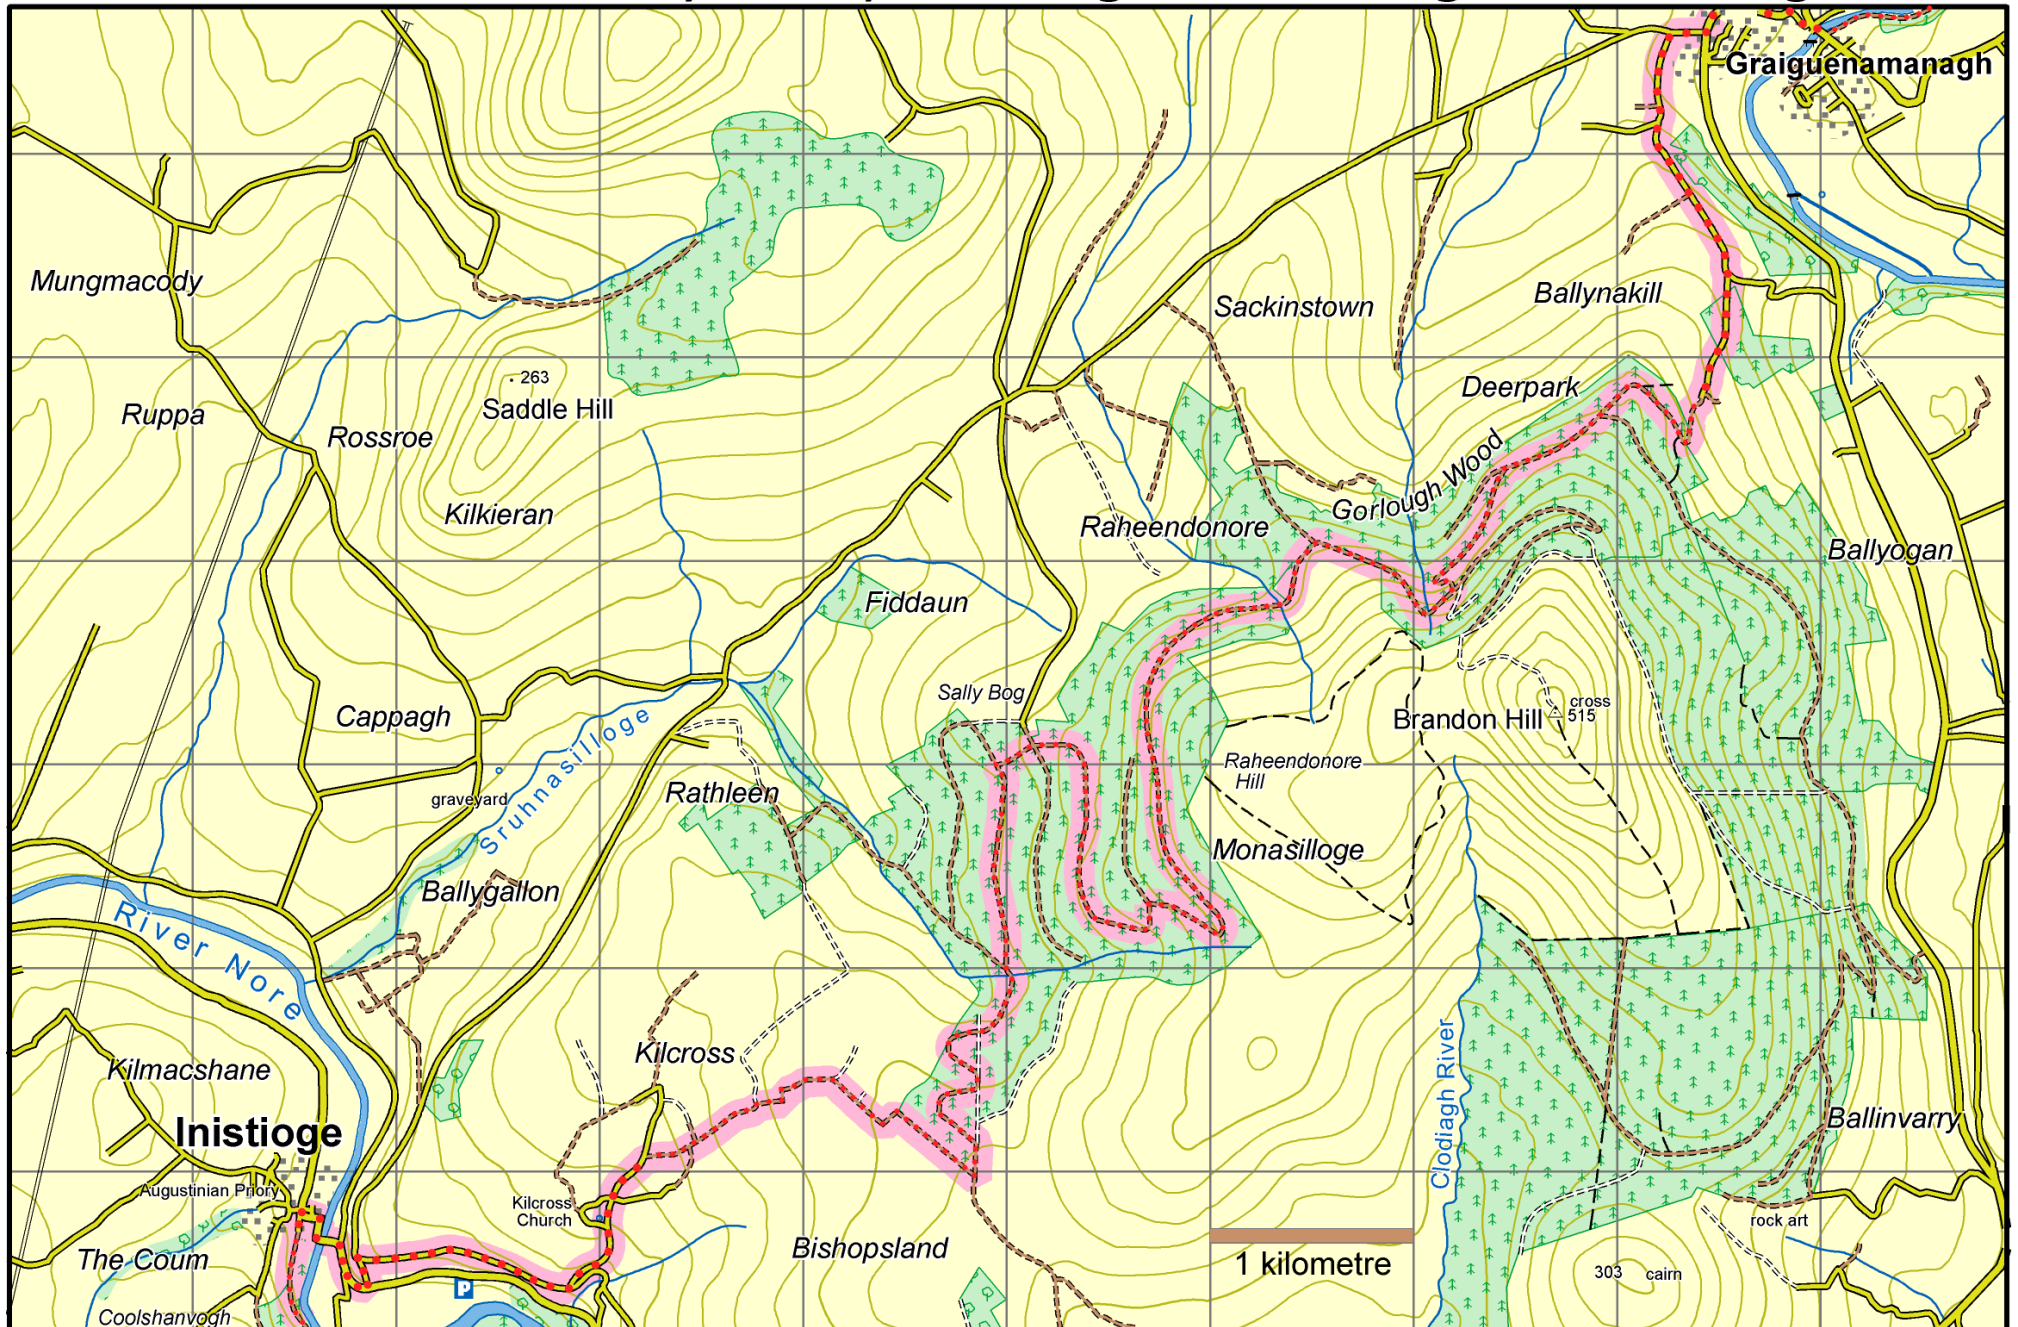 Graiguenamanagh
Mungmacody
Sackinstown
Ballynakill
263
Saddle Hill
Deerpark
Ruppa
Rossroe
Gorlough Wood
Kilkieran
Raheendonore
Ballyogan
Fiddaun
Sally Bog
cross
515
Brandon Hill
Cappagh
Sruhnasilloge
Raheendonore
Hill
Rathleen
graveyard
Monasilloge
Ballygallon
River Nore
Kilcross
Kilmacshane
Clodiagh River
Ballinvarry
Inistioge
Augustinian Priory
Kilcross
Church
rock art
The Coum
P
Bishopsland
1 kilometre
303 cairn
Coolshanvogh